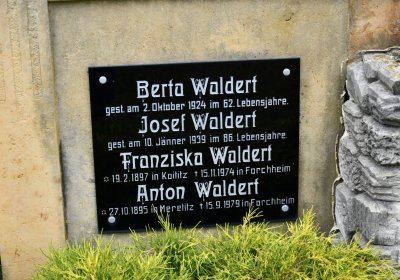 Berta Waldert
gest. am 2. Oktober 1924 im 62. Lebensjahre.
Josef Waldert
gest. am 10. Jänner 1939 im 86. Lebensjahre.
Franziska Waldert
☼ 19.2.1897 in Koititz † 15.11.1974 in Forchheim
Anton Waldert
☼ 27.10.1895 in Meretitz † 15.9.1979 in Forchheim